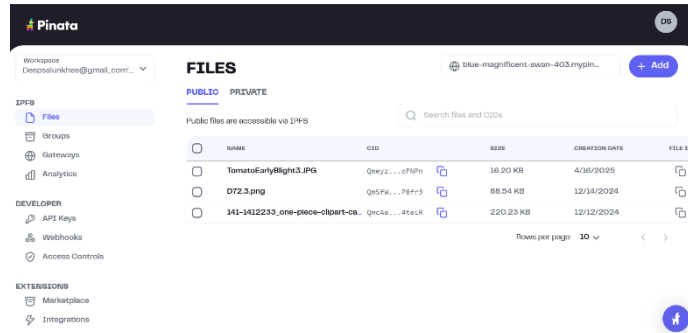 Pinata
DS
Workspace
Deepsalunkhee@gmail_com'...
IPFS
Files
Groups
Gateways
Analytics
DEVELOPER
API Keys
Webhooks
Access Controls
EXTENSIONS
Marketplace
Integrations
FILES
blue-magnificent-swan-403.mypin...
+ Add
PUBLIC PRIVATE
Public files are accessible via IPFS
Search files and CIDs
NAME CID SIZE CREATION DATE FILE I
TomatoEarlyBlight3.JPG Qmeyz...ofNPn 16.20 KB 4/16/2025
D72.3.png QmSfW...P8fr3 88.54 KB 12/14/2024
141-1412233_one-piece-clipart-ca... QmcAe...4teLR 220.23 KB 12/12/2024
Rows per page: 10